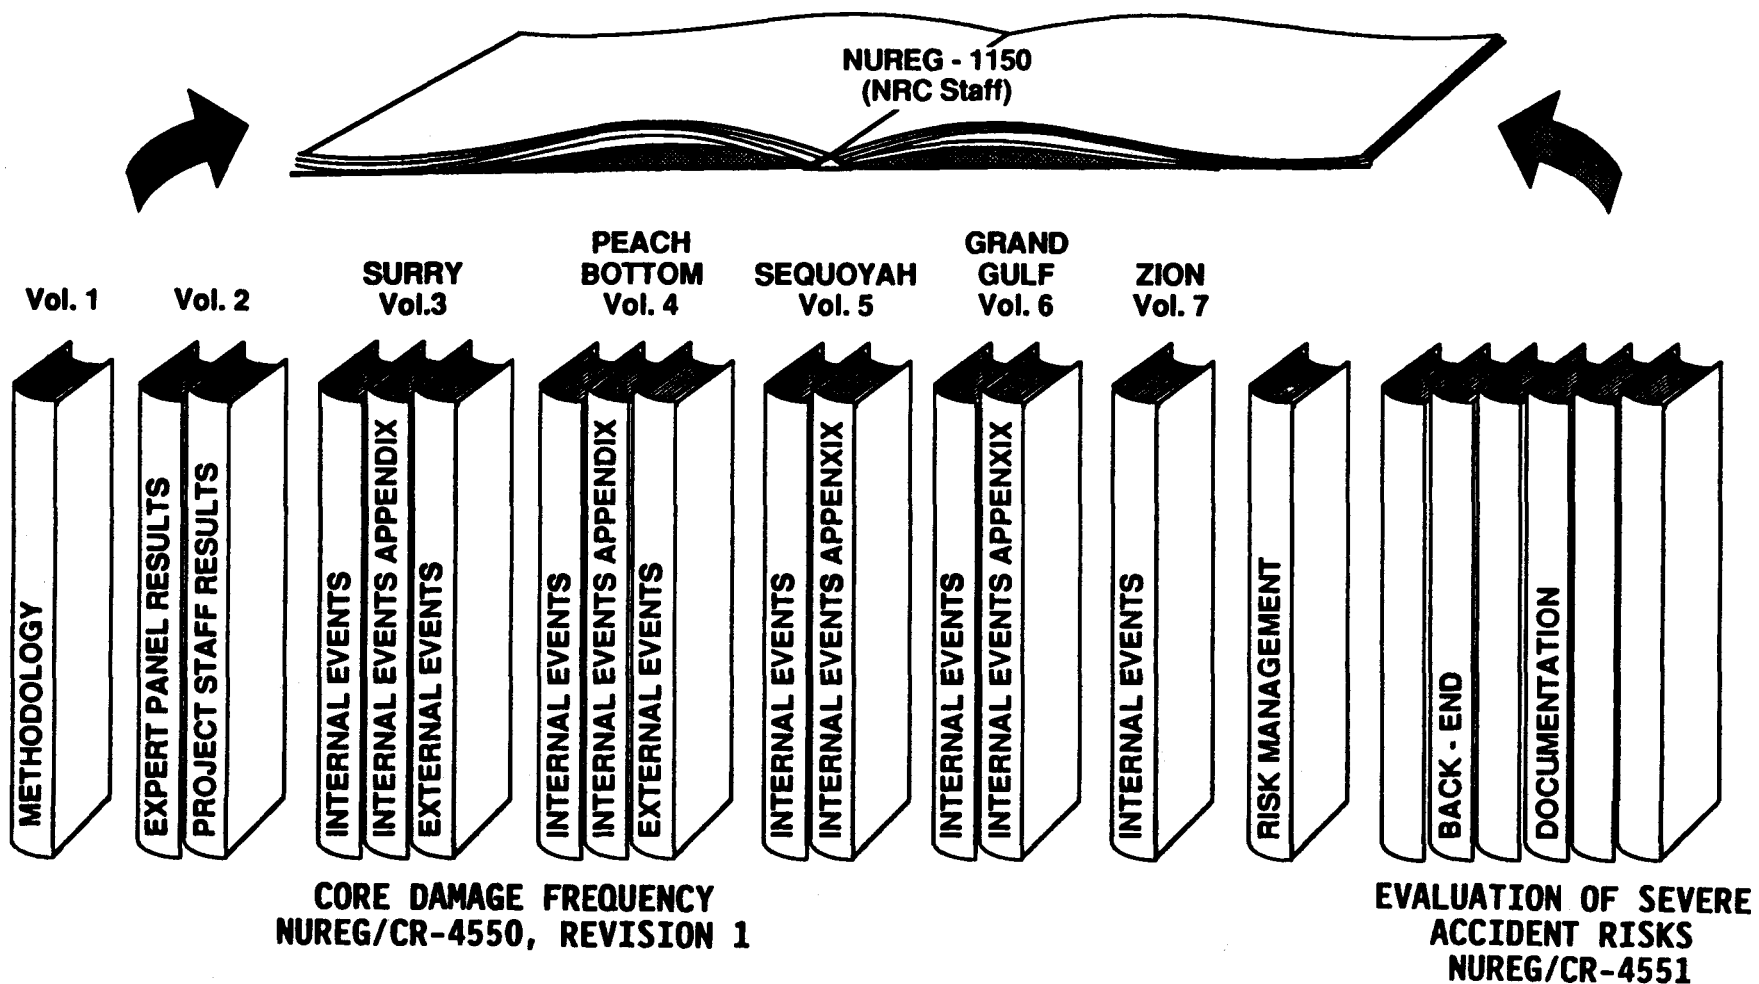 NUREG - 1150
(NRC Staff)
Vol. 1
Vol. 2
SURRY
Vol.3
PEACH
BOTTOM
Vol. 4
SEQUOYAH
Vol. 5
GRAND
GULF
Vol. 6
ZION
Vol. 7
METHODOLOGY
EXPERT PANEL RESULTS
PROJECT STAFF RESULTS
INTERNAL EVENTS
INTERNAL EVENTS APPENDIX
EXTERNAL EVENTS
INTERNAL EVENTS
INTERNAL EVENTS APPENDIX
EXTERNAL EVENTS
INTERNAL EVENTS
INTERNAL EVENTS APPENXIX
INTERNAL EVENTS
INTERNAL EVENTS APPENXIX
INTERNAL EVENTS
RISK MANAGEMENT
BACK - END
DOCUMENTATION
CORE DAMAGE FREQUENCY
NUREG/CR-4550, REVISION 1
EVALUATION OF SEVERE
ACCIDENT RISKS
NUREG/CR-4551